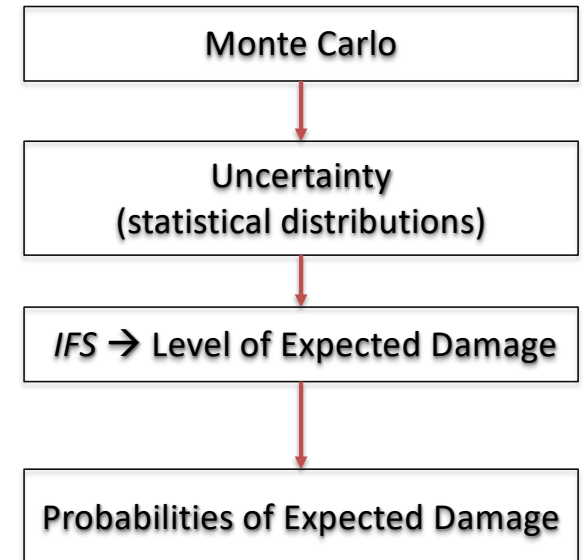 Monte Carlo
Uncertainty
(statistical distributions)
IFS → Level of Expected Damage
Probabilities of Expected Damage